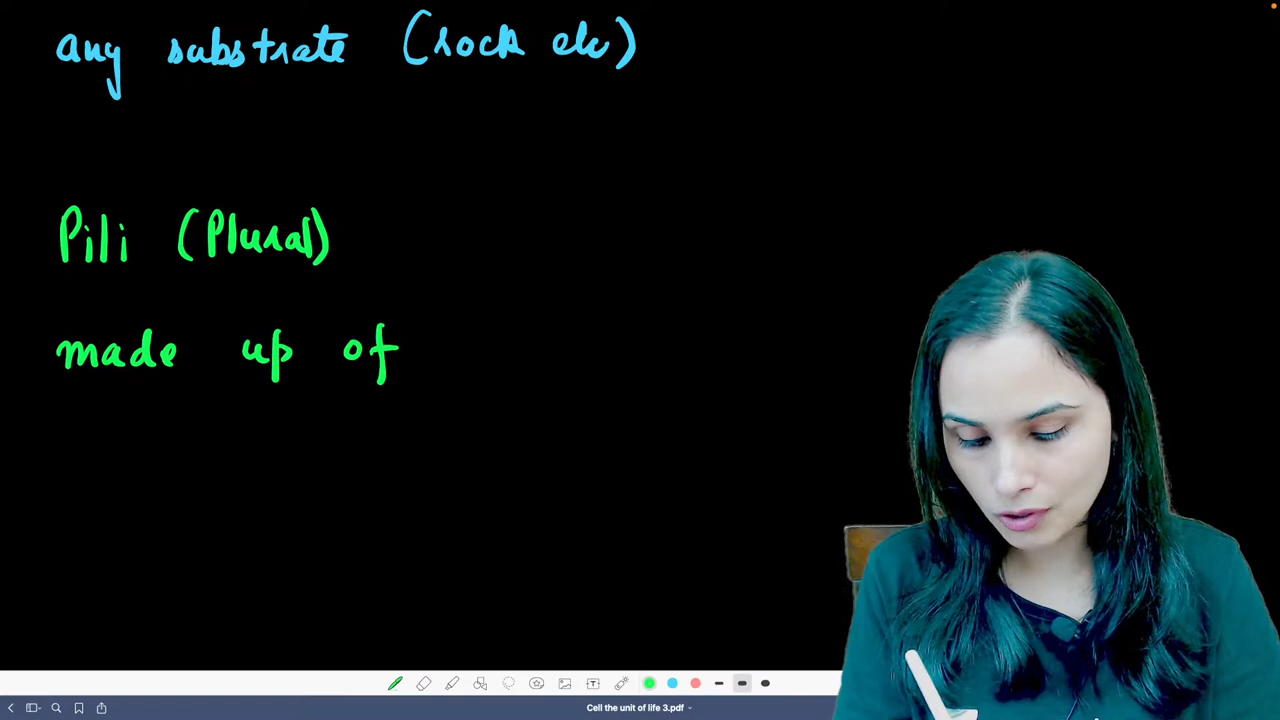 any substrate (rock etc)
Pili (Plural)
made up of
Cell the unit of life 3.pdf